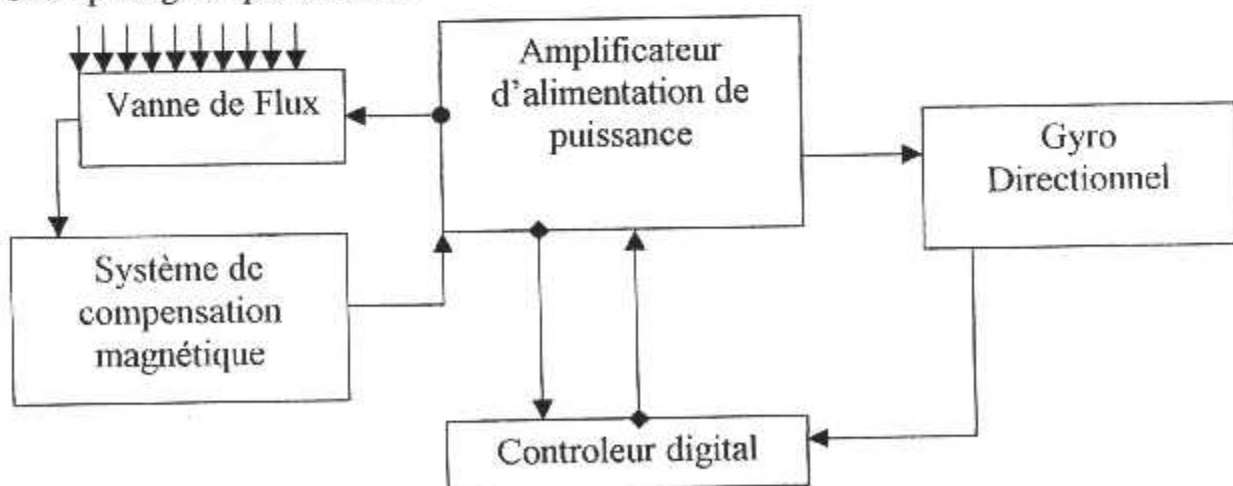 Vanne de Flux
Amplificateur
d'alimentation de
puissance
Gyro
Directionnel
Système de
compensation
magnétique
Controleur digital